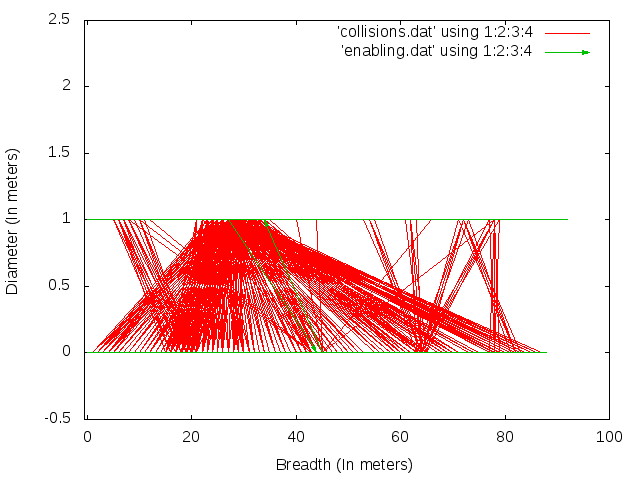 2.5
'collisions.dat' using 1:2:3:4
'enabling.dat' using 1:2:3:4
2
1.5
Diameter (In meters)
1
0.5
0
-0.5
0 20 40 60 80 100
Breadth (In meters)